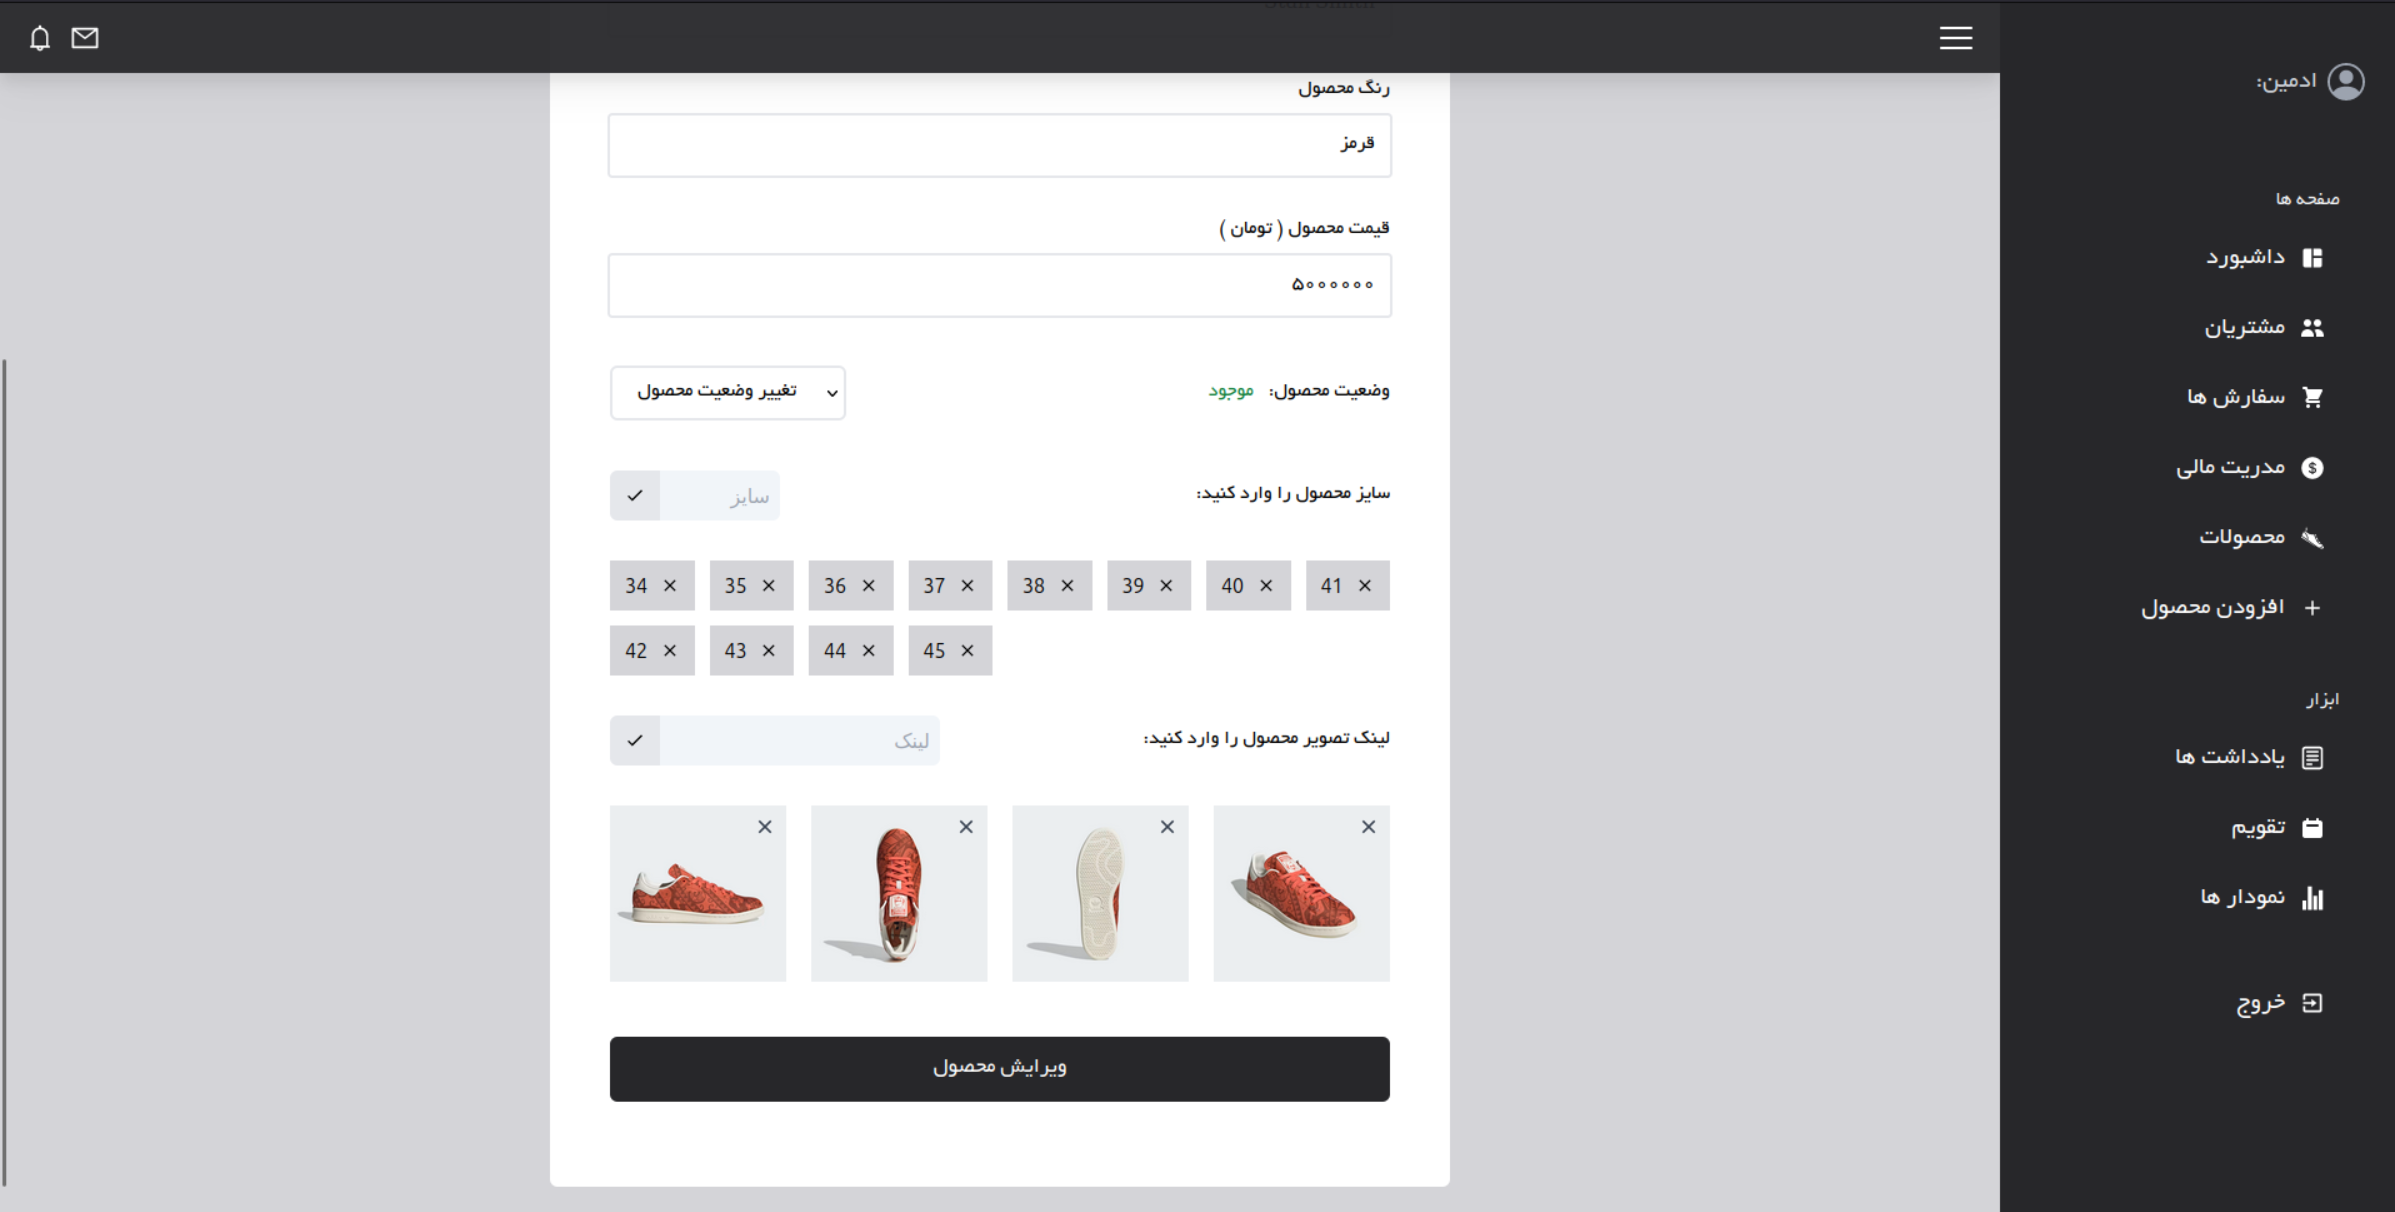 ادمین:
صفحه ها
داشبورد
مشتریان
سفارش ها
مدریت مالی
محصولات
افزودن محصول
ابزار
یادداشت ها
تقویم
نمودار ها
خروج
رنگ محصول
قرمز
قیمت محصول ( تومان )
۵۰۰۰۰۰۰
وضعیت محصول: موجود
تغییر وضعیت محصول
سایز محصول را وارد کنید:
سایز
34 × 35 × 36 × 37 × 38 × 39 × 40 × 41 ×
42 × 43 × 44 × 45 ×
لینک تصویر محصول را وارد کنید:
لینک
ویرایش محصول